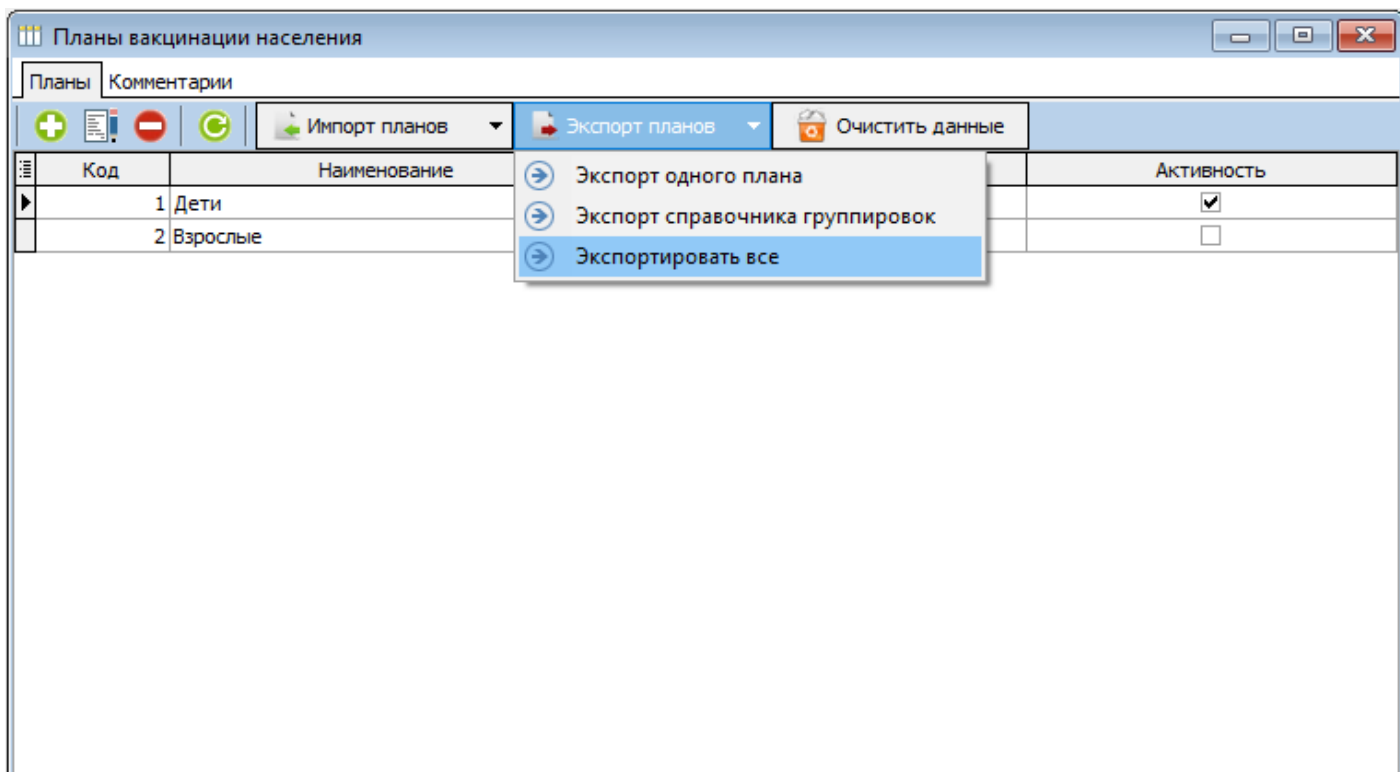 Планы вакцинации населения
Планы Комментарии
Импорт планов Экспорт планов Очистить данные
Код Наименование Активность
Экспорт одного плана
1 Дети
Экспорт справочника группировок
2 Взрослые
Экспортировать все